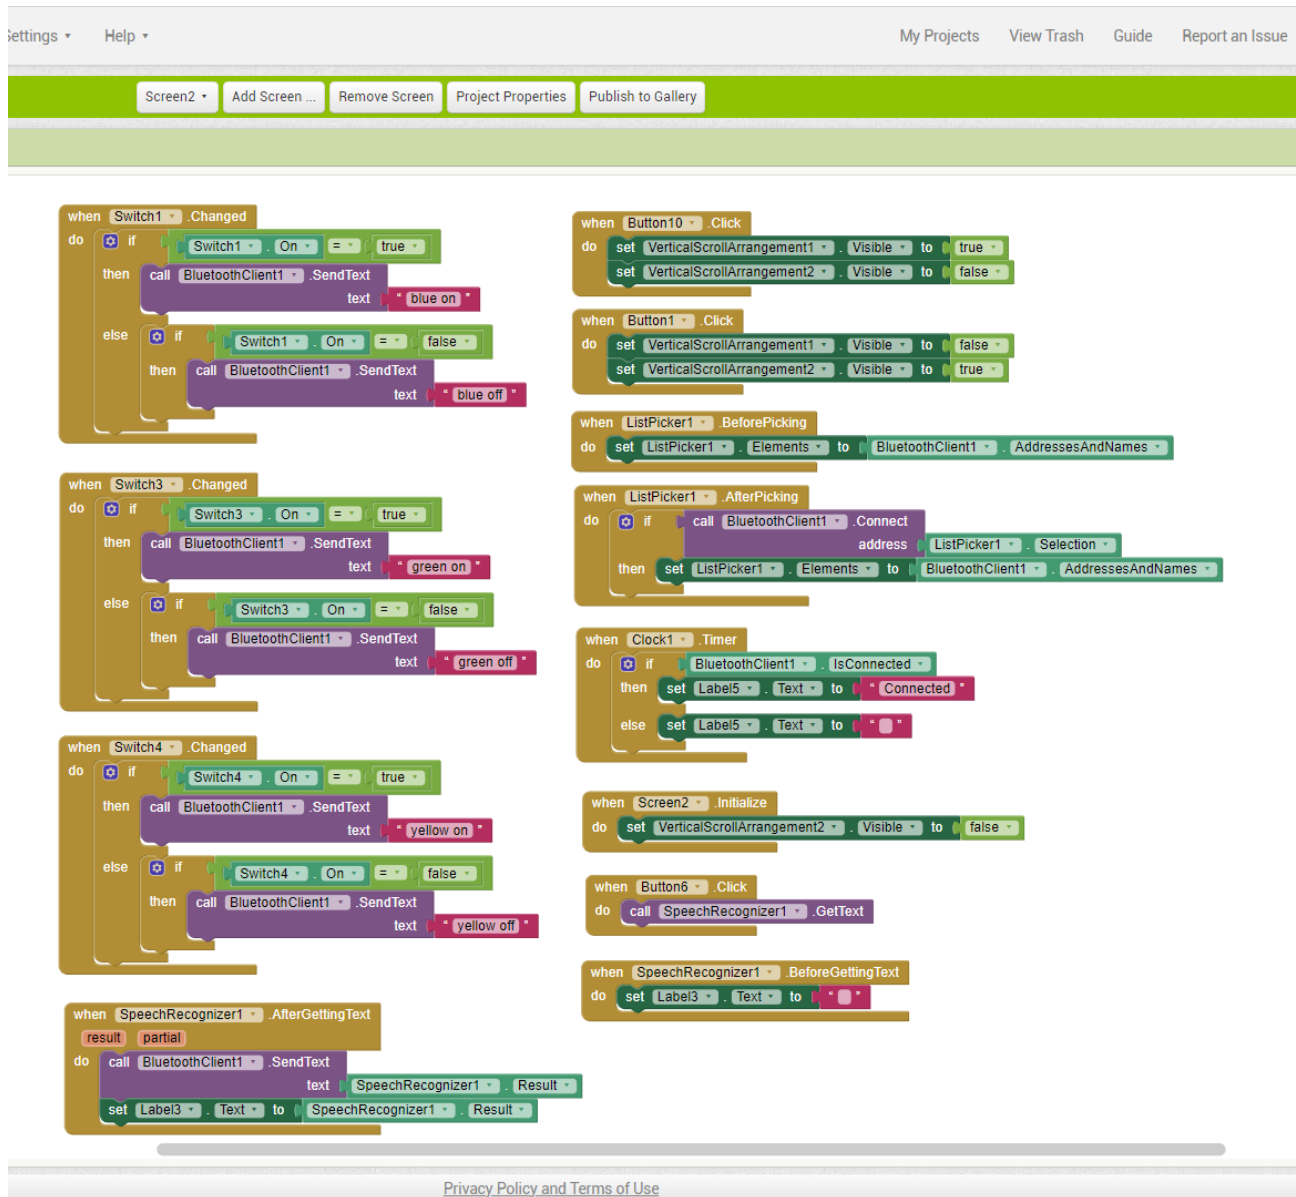 Settings ▾ Help ▾ My Projects View Trash Guide Report an Issue
Screen2 ▾ Add Screen ... Remove Screen Project Properties Publish to Gallery
when Switch1 .Changed
do if Switch1 . On = true
then call BluetoothClient1 .SendText
text " blue on "
else if Switch1 . On = false
then call BluetoothClient1 .SendText
text " blue off "
when Switch3 .Changed
do if Switch3 . On = true
then call BluetoothClient1 .SendText
text " green on "
else if Switch3 . On = false
then call BluetoothClient1 .SendText
text " green off "
when Switch4 .Changed
do if Switch4 . On = true
then call BluetoothClient1 .SendText
text " yellow on "
else if Switch4 . On = false
then call BluetoothClient1 .SendText
text " yellow off "
when SpeechRecognizer1 .AfterGettingText
result partial
do call BluetoothClient1 .SendText
text SpeechRecognizer1 . Result
set Label3 . Text to SpeechRecognizer1 . Result
when Button10 .Click
do set VerticalScrollArrangement1 . Visible to true
set VerticalScrollArrangement2 . Visible to false
when Button1 .Click
do set VerticalScrollArrangement1 . Visible to false
set VerticalScrollArrangement2 . Visible to true
when ListPicker1 .BeforePicking
do set ListPicker1 . Elements to BluetoothClient1 . AddressesAndNames
when ListPicker1 .AfterPicking
do if call BluetoothClient1 .Connect
address ListPicker1 . Selection
then set ListPicker1 . Elements to BluetoothClient1 . AddressesAndNames
when Clock1 .Timer
do if BluetoothClient1 . IsConnected
then set Label5 . Text to " Connected "
else set Label5 . Text to " "
when Screen2 .Initialize
do set VerticalScrollArrangement2 . Visible to false
when Button6 .Click
do call SpeechRecognizer1 .GetText
when SpeechRecognizer1 .BeforeGettingText
do set Label3 . Text to " "
Privacy Policy and Terms of Use